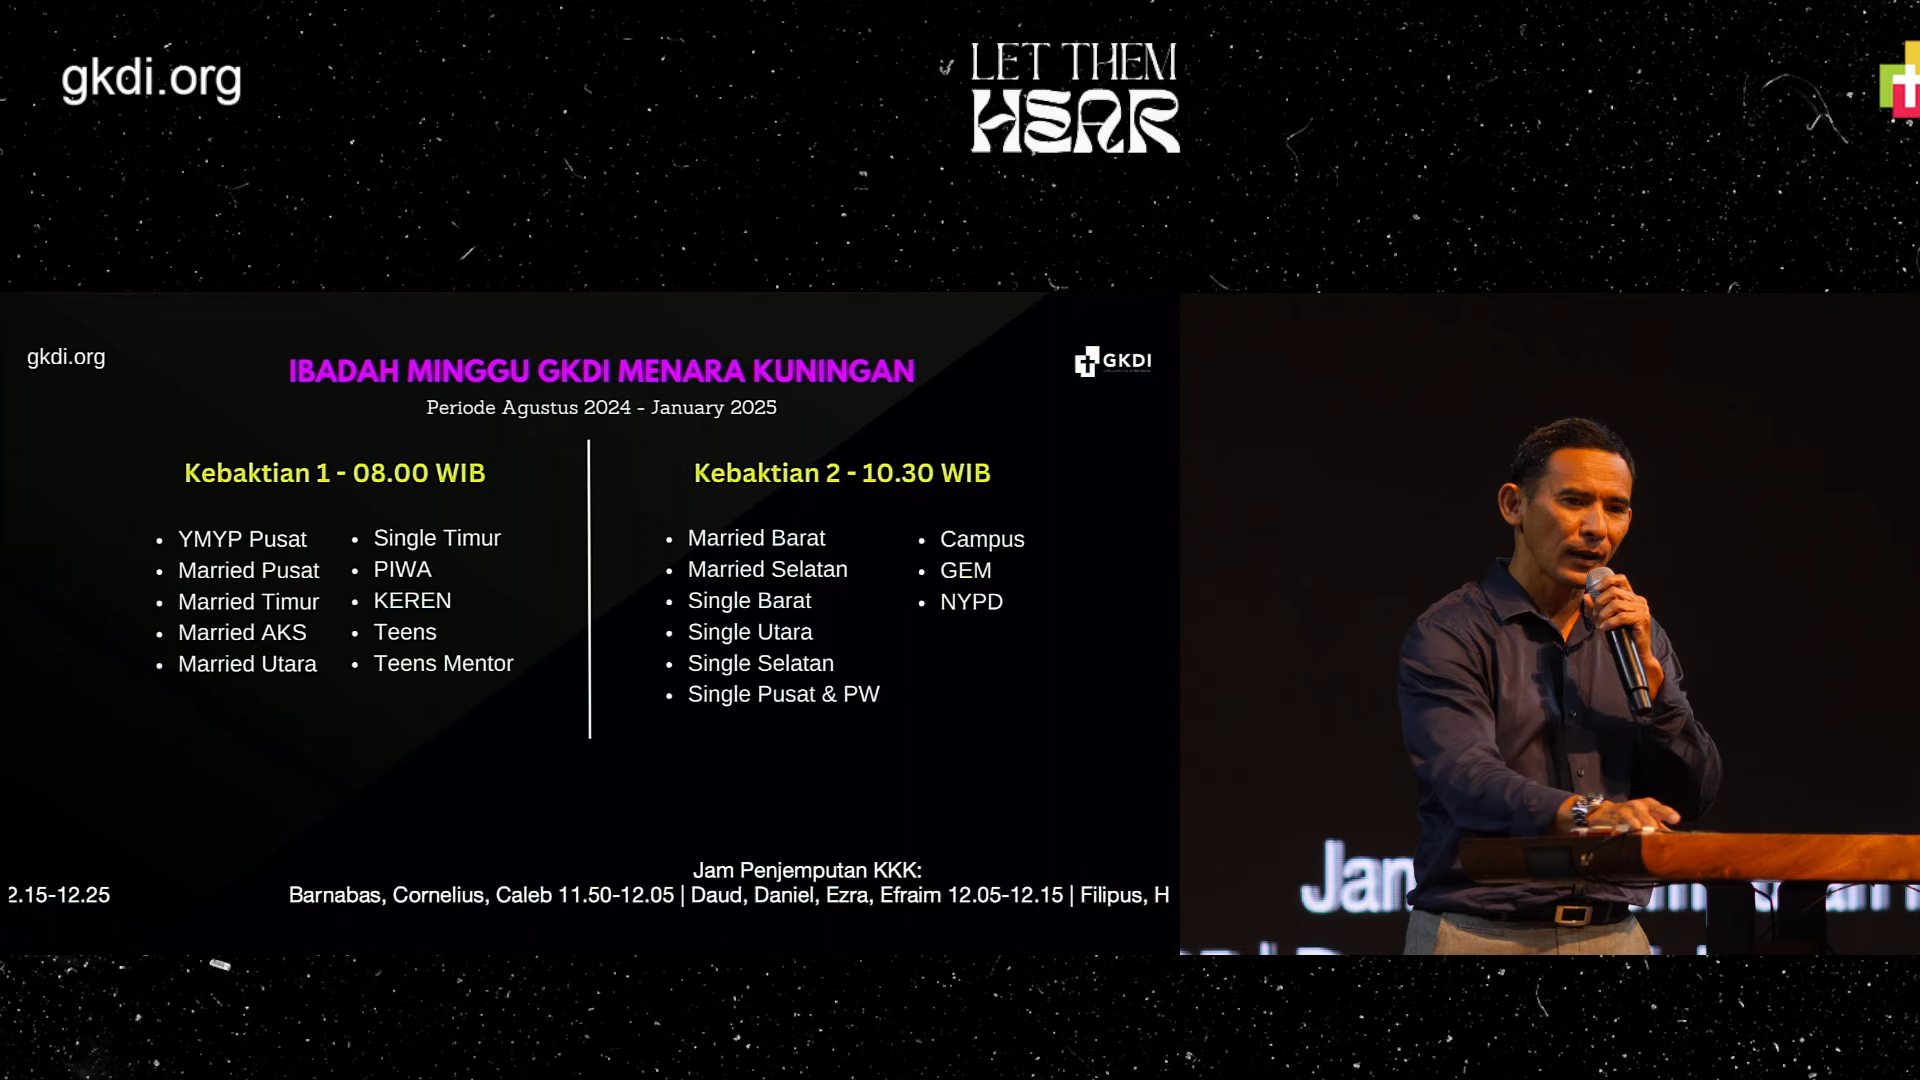 gkdi.org
LET THEM
HEAR
gkdi.org
IBADAH MINGGU GKDI MENARA KUNINGAN
GKDI
Periode Agustus 2024 - January 2025
Kebaktian 1 - 08.00 WIB
YMYP Pusat
Married Pusat
Married Timur
Married AKS
Married Utara
Single Timur
PIWA
KEREN
Teens
Teens Mentor
Kebaktian 2 - 10.30 WIB
Married Barat
Married Selatan
Single Barat
Single Utara
Single Selatan
Single Pusat & PW
Campus
GEM
NYPD
Jam Penjemputan KKK:
2.15-12.25
Barnabas, Cornelius, Caleb 11.50-12.05 | Daud, Daniel, Ezra, Efraim 12.05-12.15 | Filipus, H
Jam